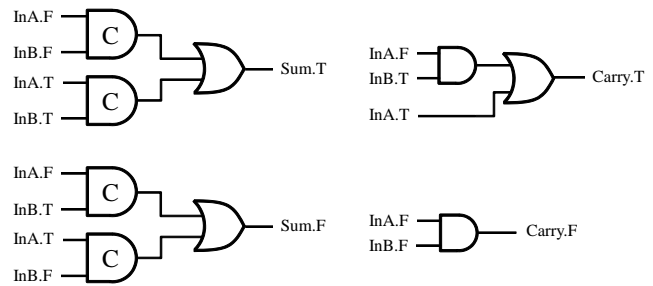 InA.F
C
InB.F
Sum.T
InA.T
C
InB.T
InA.F
InB.T
Carry.T
InA.T
InA.F
C
InB.T
Sum.F
InA.T
C
InB.F
InA.F
Carry.F
InB.F